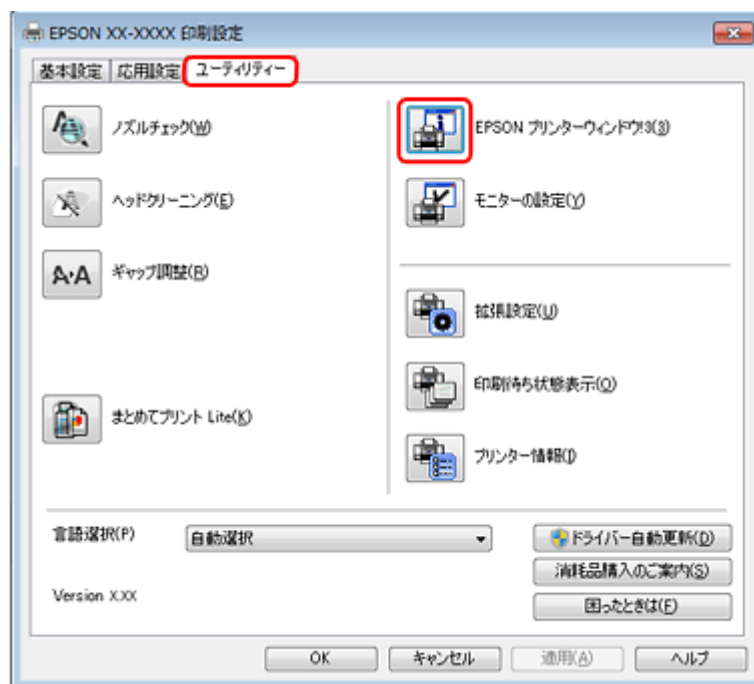 EPSON XX-XXXX 印刷設定
基本設定
応用設定
ユーティリティー
ノズルチェック(W)
ヘッドクリーニング(E)
ギャップ調整(R)
まとめてプリント Lite(K)
EPSON プリンターウィンドウ!3(3)
モニターの設定(Y)
拡張設定(U)
印刷待ち状態表示(O)
プリンター情報(I)
言語選択(P)
自動選択
Version X.XX
ドライバー自動更新(D)
消耗品購入のご案内(S)
困ったときは(F)
OK
キャンセル
適用(A)
ヘルプ